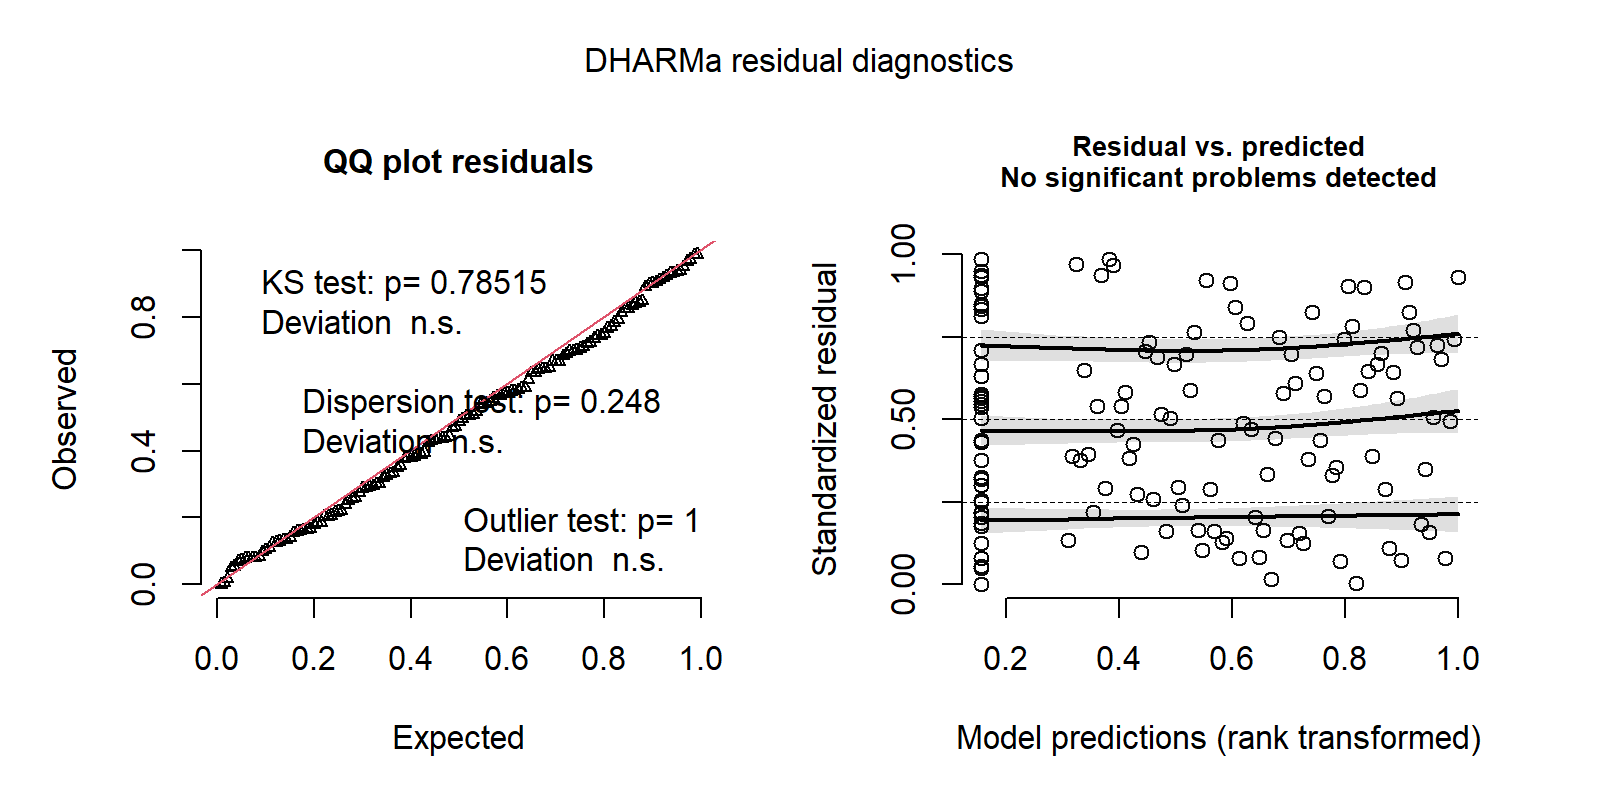 DHARMa residual diagnostics
QQ plot residuals
KS test: p= 0.78515
Deviation n.s.
Dispersion test: p= 0.248
Deviation n.s.
Outlier test: p= 1
Deviation n.s.
Observed
0.0
0.4
0.8
0.0 0.2 0.4 0.6 0.8 1.0
Expected
Residual vs. predicted
No significant problems detected
Standardized residual
0.00
0.50
1.00
0.2 0.4 0.6 0.8 1.0
Model predictions (rank transformed)